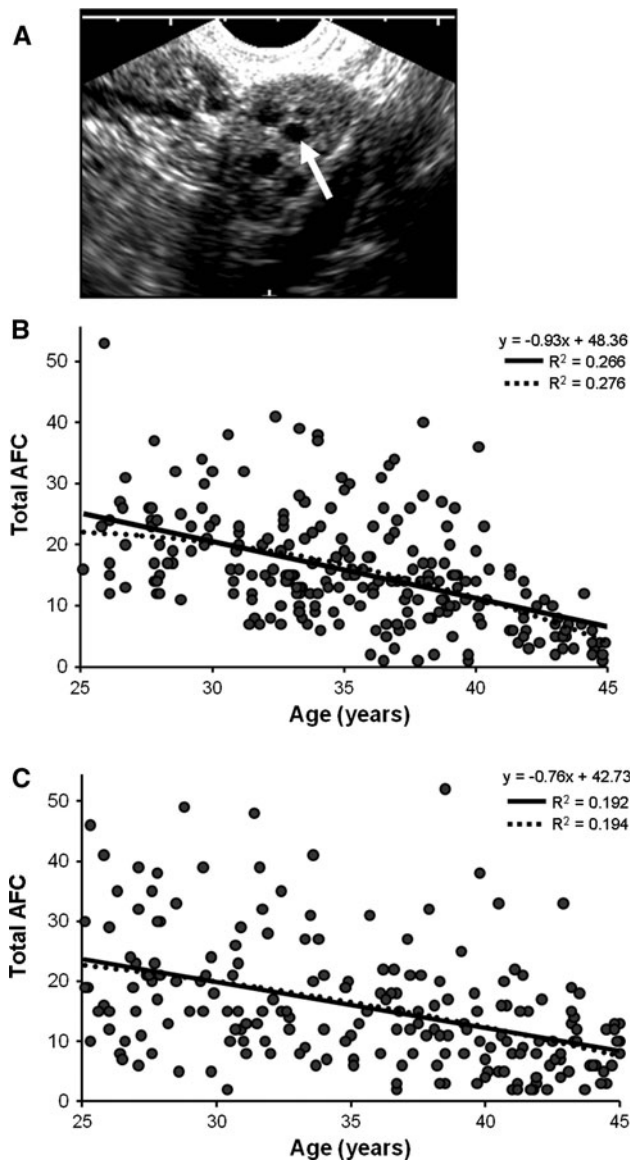 A
B
y = -0.93x + 48.36
R² = 0.266
R² = 0.276
Total AFC
50
40
30
20
10
0
25 30 35 40 45
Age (years)
C
y = -0.76x + 42.73
R² = 0.192
R² = 0.194
Total AFC
50
40
30
20
10
0
25 30 35 40 45
Age (years)